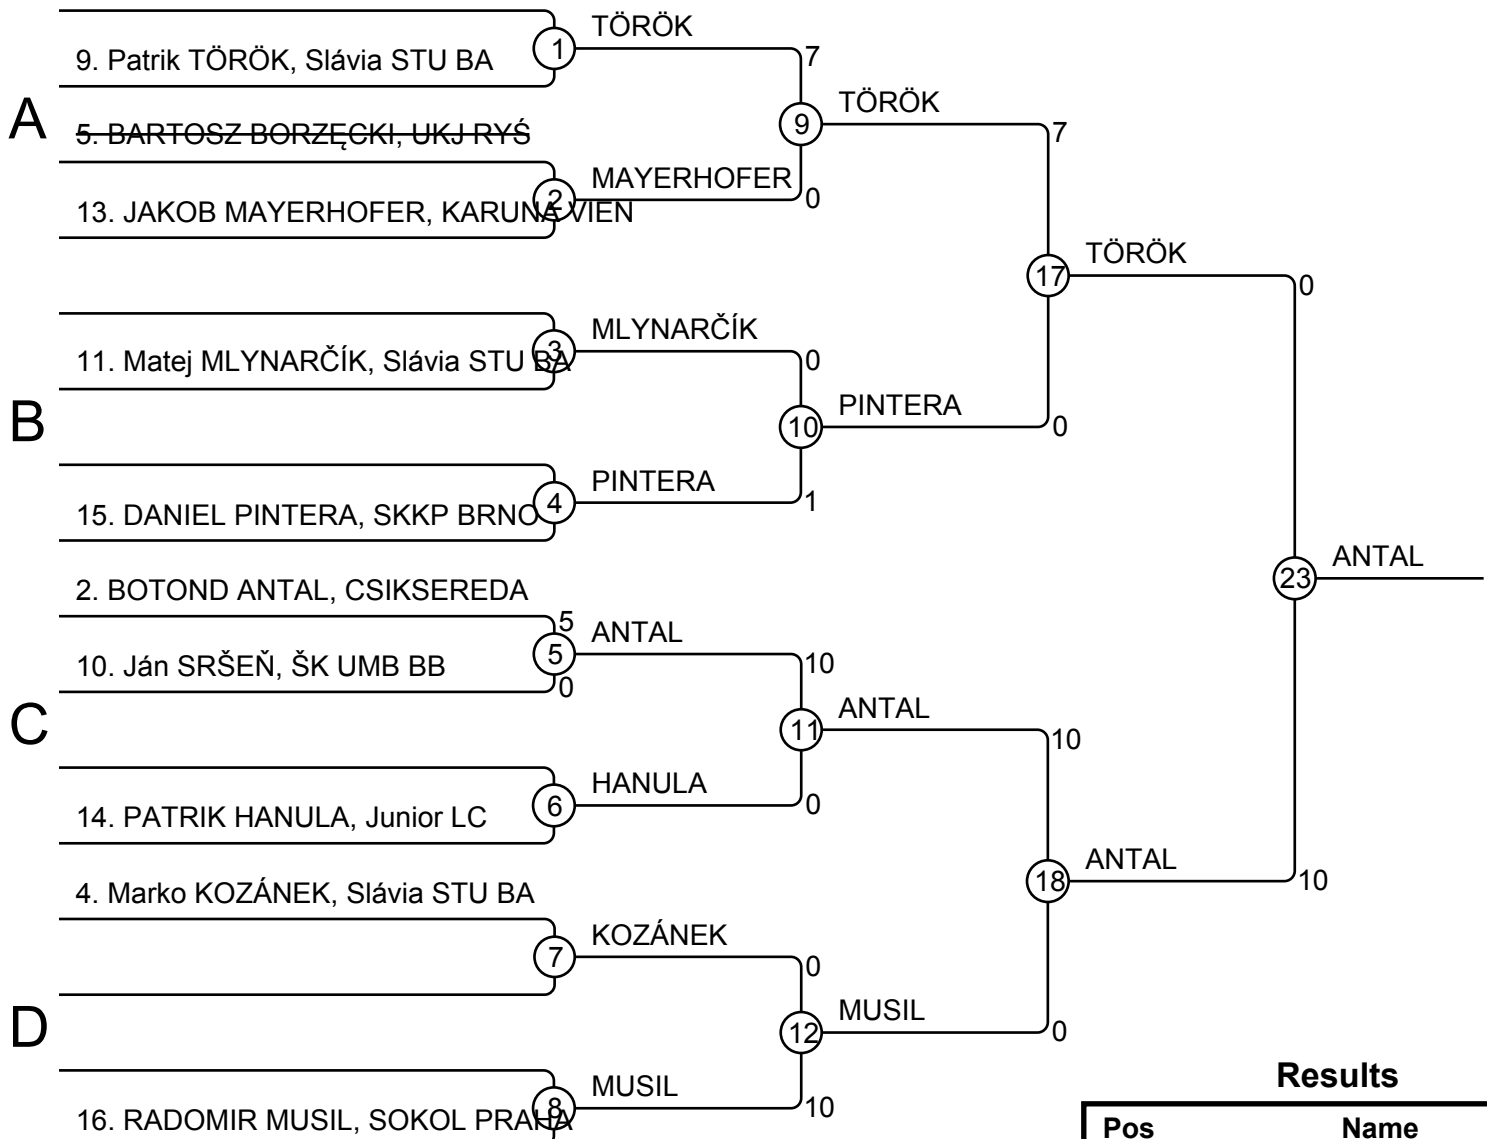 TÖRÖK
9. Patrik TÖRÖK, Slávia STU BA
1
7
A
TÖRÖK
5. BARTOSZ BORZĘCKI, UKJ RYŚ
9
7
MAYERHOFER
13. JAKOB MAYERHOFER, KARUNA VIEN
2
0
TÖRÖK
17
0
MLYNARČÍK
11. Matej MLYNARČÍK, Slávia STU BA
3
0
B
PINTERA
10
0
PINTERA
15. DANIEL PINTERA, SKKP BRNO
4
1
ANTAL
23
2. BOTOND ANTAL, CSIKSEREDA
5
ANTAL
10. Ján SRŠEŇ, ŠK UMB BB
5
0
10
C
ANTAL
11
10
HANULA
14. PATRIK HANULA, Junior LC
6
0
ANTAL
18
10
4. Marko KOZÁNEK, Slávia STU BA
KOZÁNEK
7
0
D
MUSIL
12
0
MUSIL
16. RADOMIR MUSIL, SOKOL PRAHA
8
10
Results
Pos Name